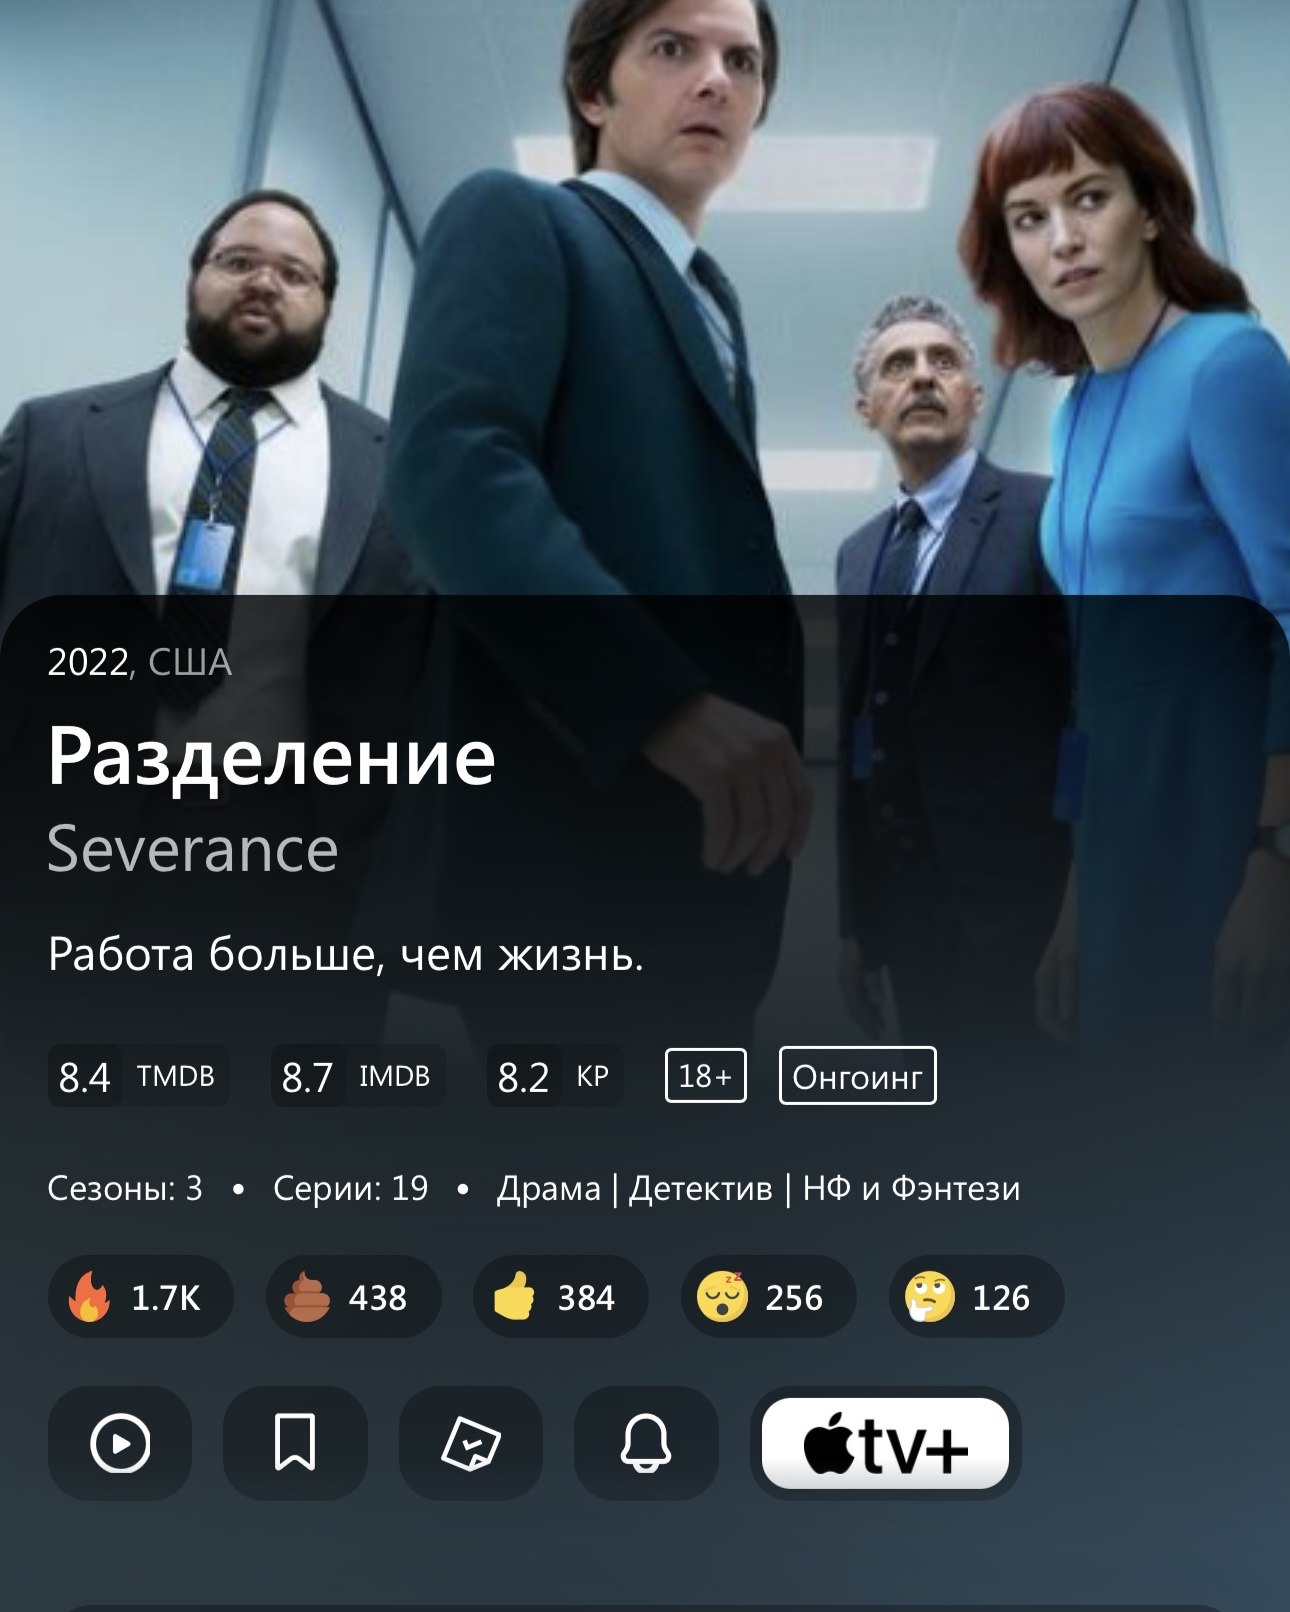 2022, США
Разделение
Severance
Работа больше, чем жизнь.
8.4 TMDB 8.7 IMDB 8.2 KP 18+ Онгоинг
Сезоны: 3 • Серии: 19 • Драма | Детектив | НФ и Фэнтези
1.7K 438 384 256 126
tv+